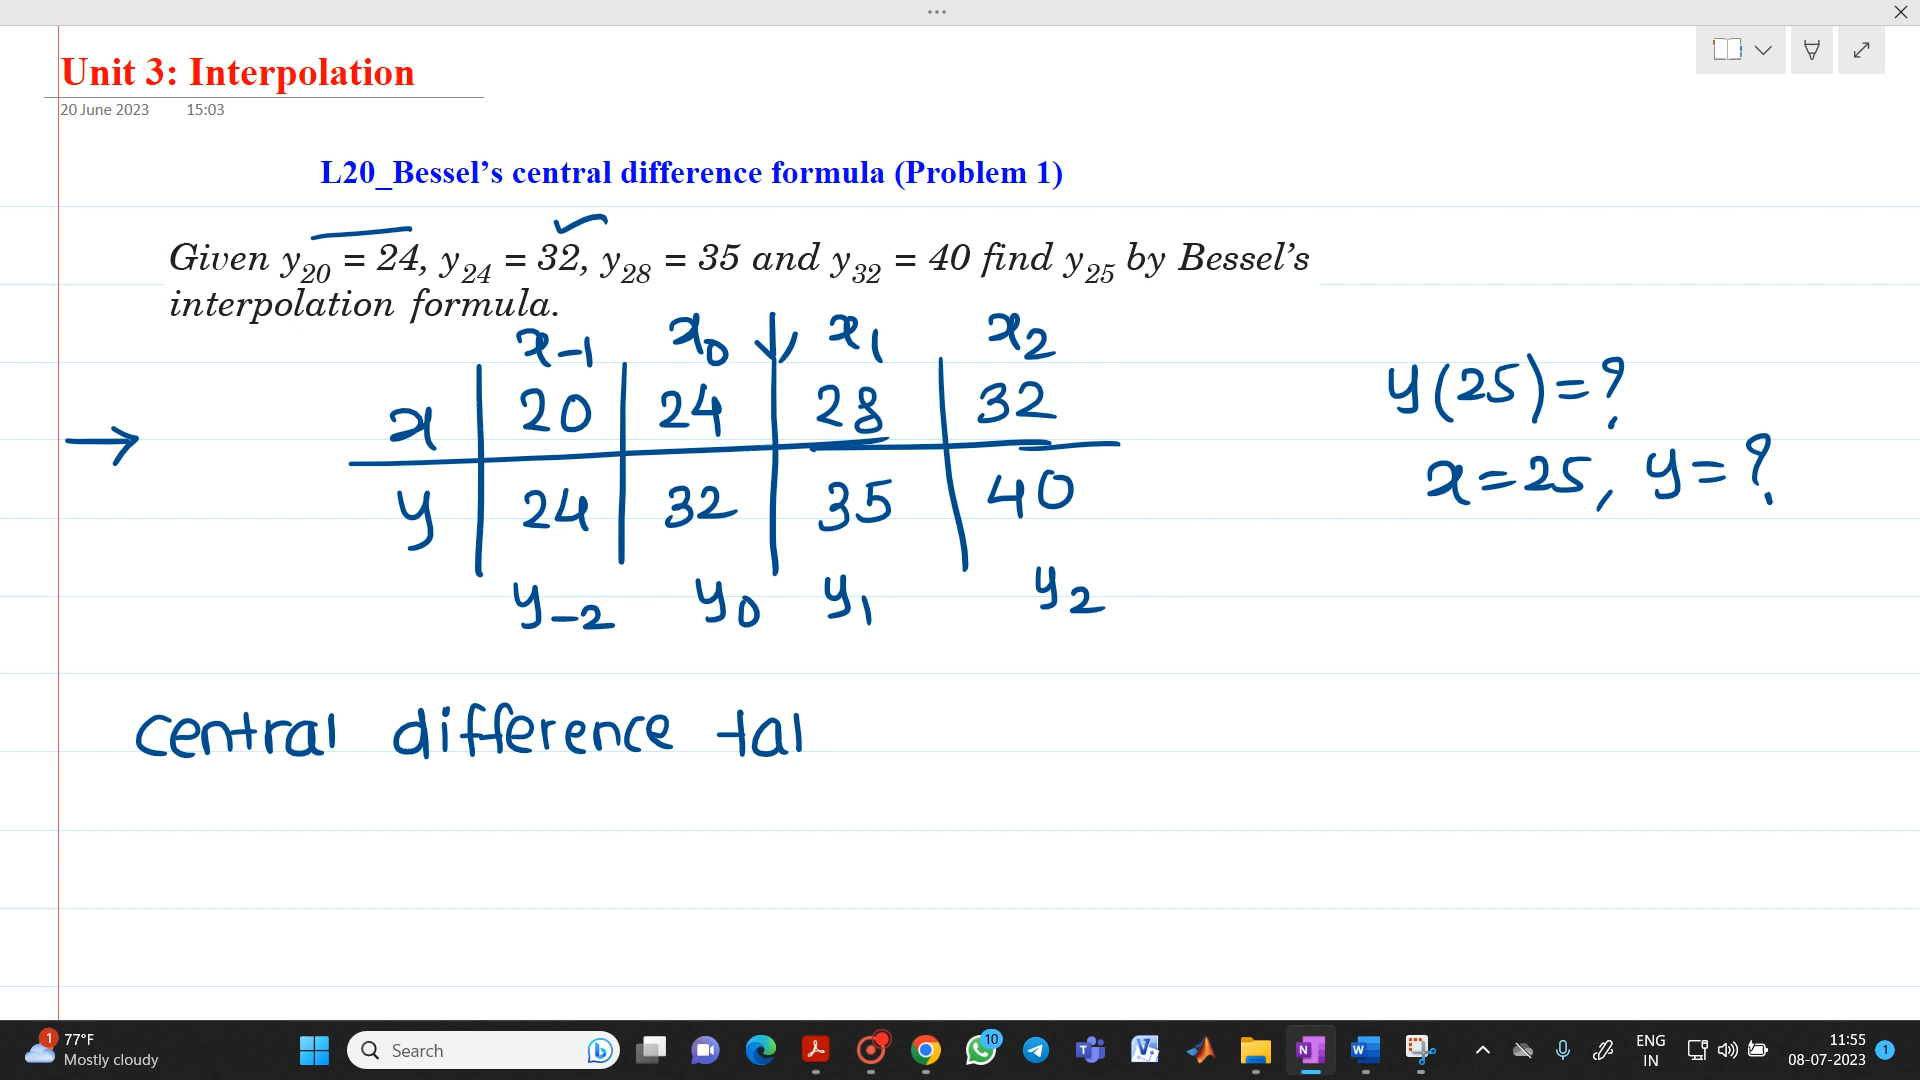 Unit 3: Interpolation
20 June 2023 15:03
L20_Bessel’s central difference formula (Problem 1)
Given y20 = 24, y24 = 32, y28 = 35 and y32 = 40 find y25 by Bessel’s
interpolation formula.
x-1 x0 x1 x2
x 20 24 28 32
y 24 32 35 40
y-2 y0 y1 y2
y(25)=?
x=25, y=?
central difference tal
1 77°F
Mostly cloudy
Search
10
ENG
IN
11:55
08-07-2023
1